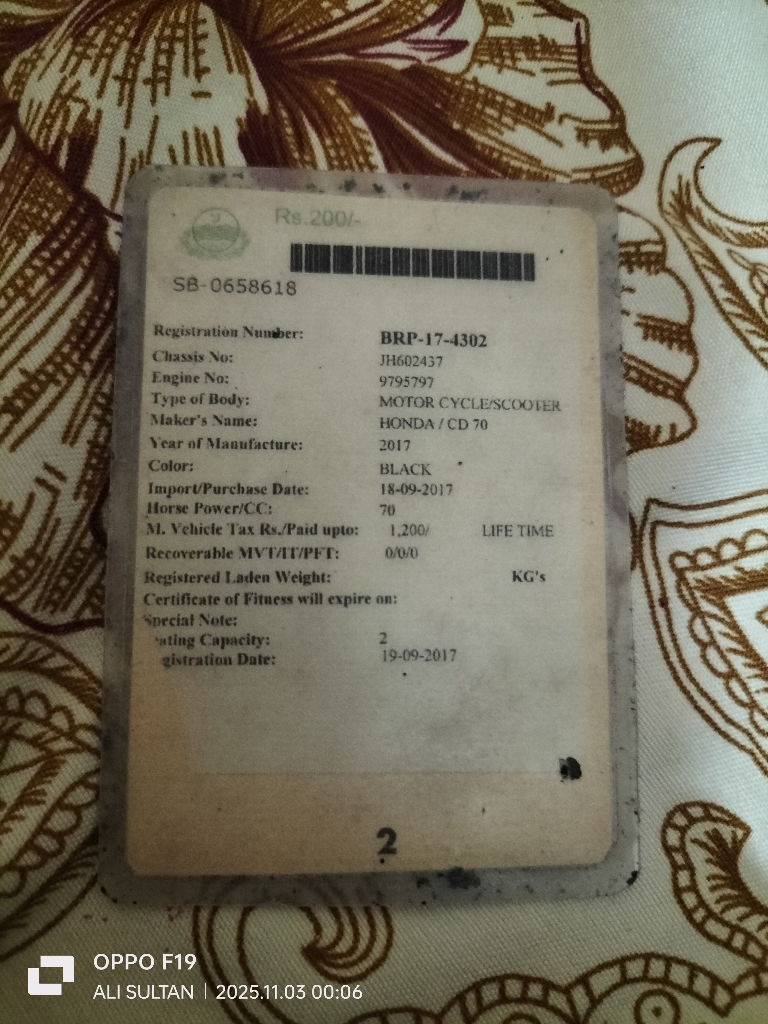 Rs.200/-
SB-0658618
Registration Number: BRP-17-4302
Chassis No: JH602437
Engine No: 9795797
Type of Body: MOTOR CYCLE/SCOOTER
Maker's Name: HONDA / CD 70
Year of Manufacture: 2017
Color: BLACK
Import/Purchase Date: 18-09-2017
Horse Power/CC: 70
M. Vehicle Tax Rs./Paid upto: 1,200/ LIFE TIME
Recoverable MVT/IT/PFT: 0/0/0
Registered Laden Weight: KG's
Certificate of Fitness will expire on:
Special Note:
ating Capacity: 2
gistration Date: 19-09-2017
2
OPPO F19
ALI SULTAN | 2025.11.03 00:06